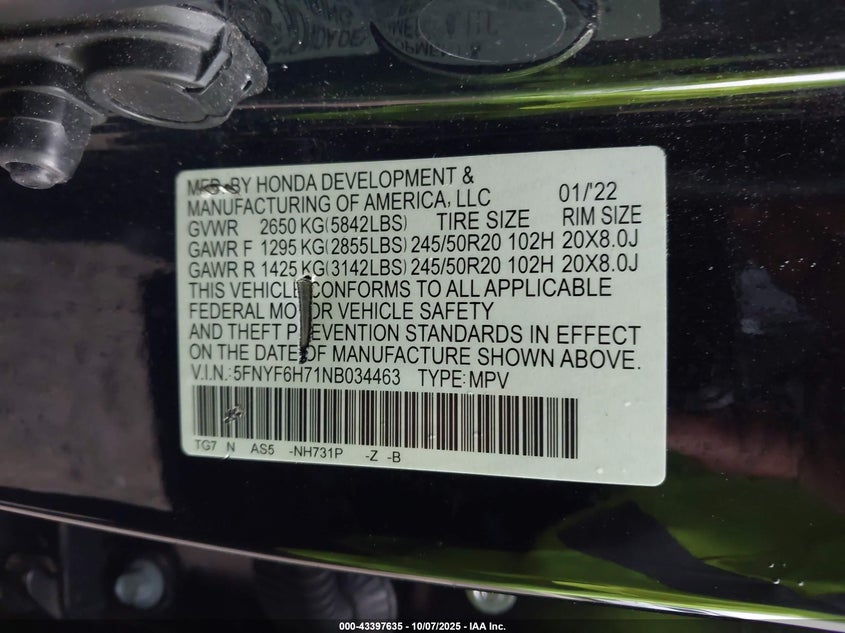 MFD. BY HONDA DEVELOPMENT &
MANUFACTURING OF AMERICA, LLC 01/'22
GVWR 2650 KG(5842LBS) TIRE SIZE RIM SIZE
GAWR F 1295 KG(2855LBS) 245/50R20 102H 20X8.0J
GAWR R 1425 KG(3142LBS) 245/50R20 102H 20X8.0J
THIS VEHICLE CONFORMS TO ALL APPLICABLE
FEDERAL MOTOR VEHICLE SAFETY
AND THEFT PREVENTION STANDARDS IN EFFECT
ON THE DATE OF MANUFACTURE SHOWN ABOVE.
V.I.N.:5FNYF6H71NB034463 TYPE:MPV
TG7 N AS5 -NH731P -Z -B
000-43397635 - 10/07/2025 - IAA Inc.